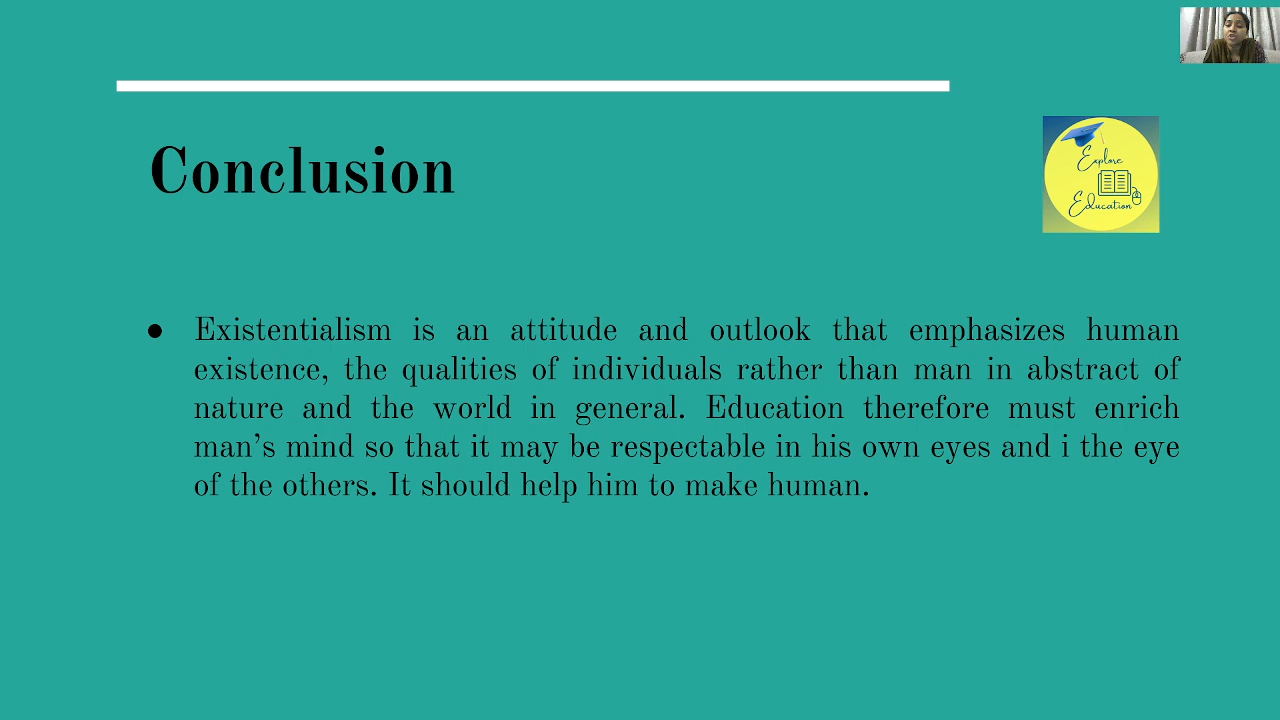 Conclusion
Explore
Education
● Existentialism is an attitude and outlook that emphasizes human
existence, the qualities of individuals rather than man in abstract of
nature and the world in general. Education therefore must enrich
man’s mind so that it may be respectable in his own eyes and i the eye
of the others. It should help him to make human.